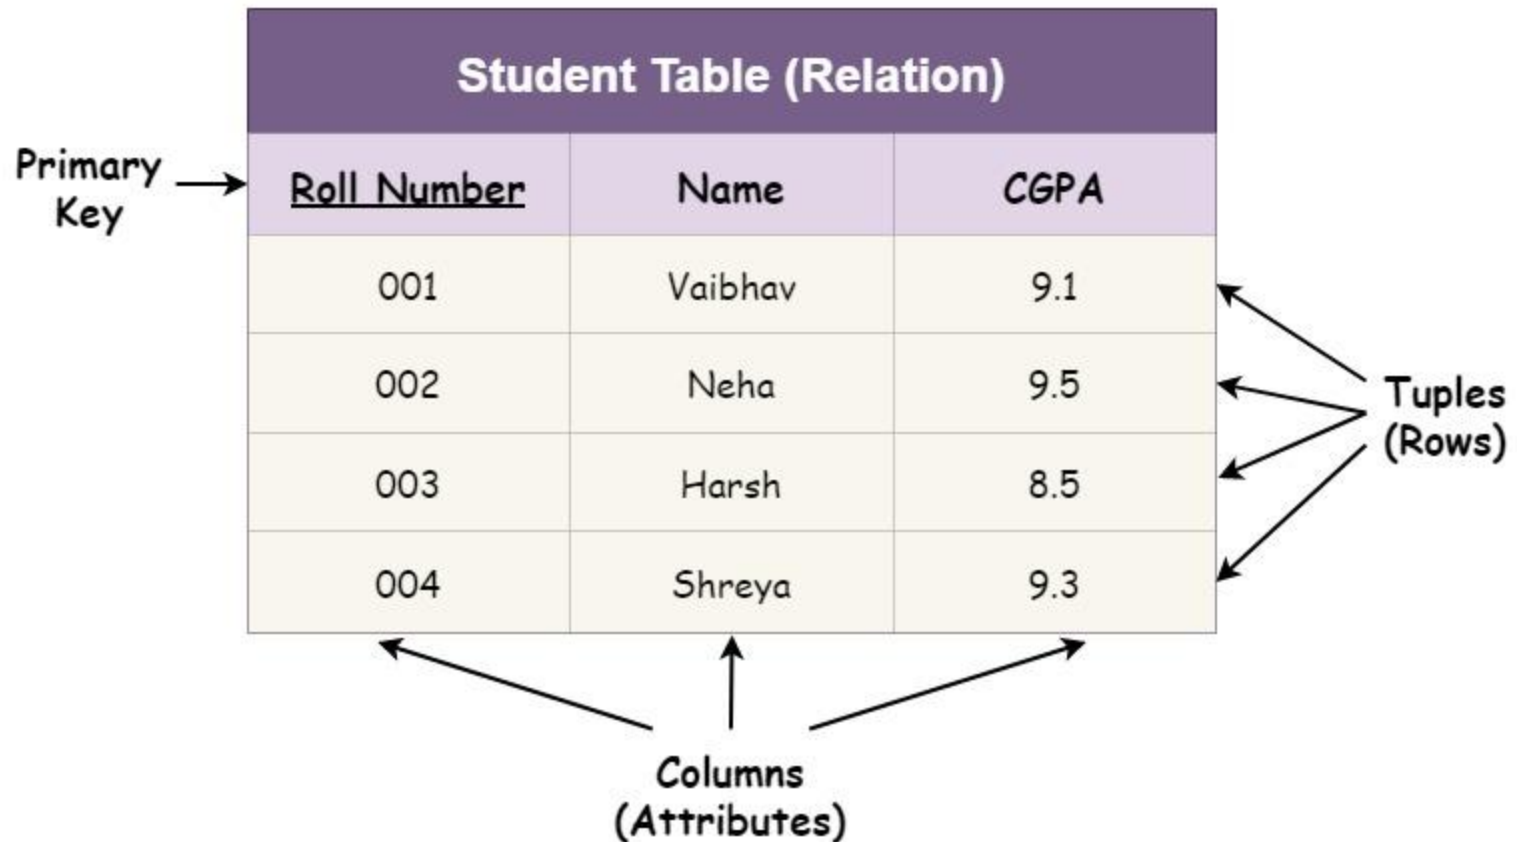 Student Table (Relation)
Primary
Key
Roll Number Name CGPA
001 Vaibhav 9.1
002 Neha 9.5
003 Harsh 8.5
004 Shreya 9.3
Tuples
(Rows)
Columns
(Attributes)